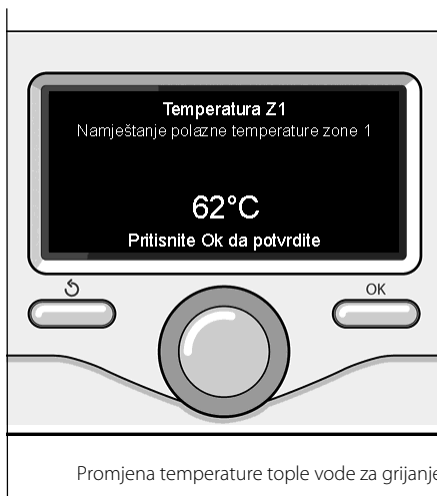 Temperatura Z1
Namještanje polazne temperature zone 1
62°C
Pritisnite Ok da potvrdite
OK
Promjena temperature tople vode za grijanje